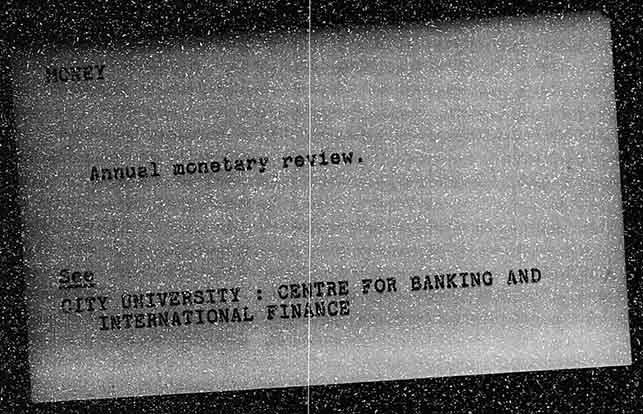 MONEY
Annual monetary review.
See
CITY UNIVERSITY : CENTRE FOR BANKING AND
INTERNATIONAL FINANCE